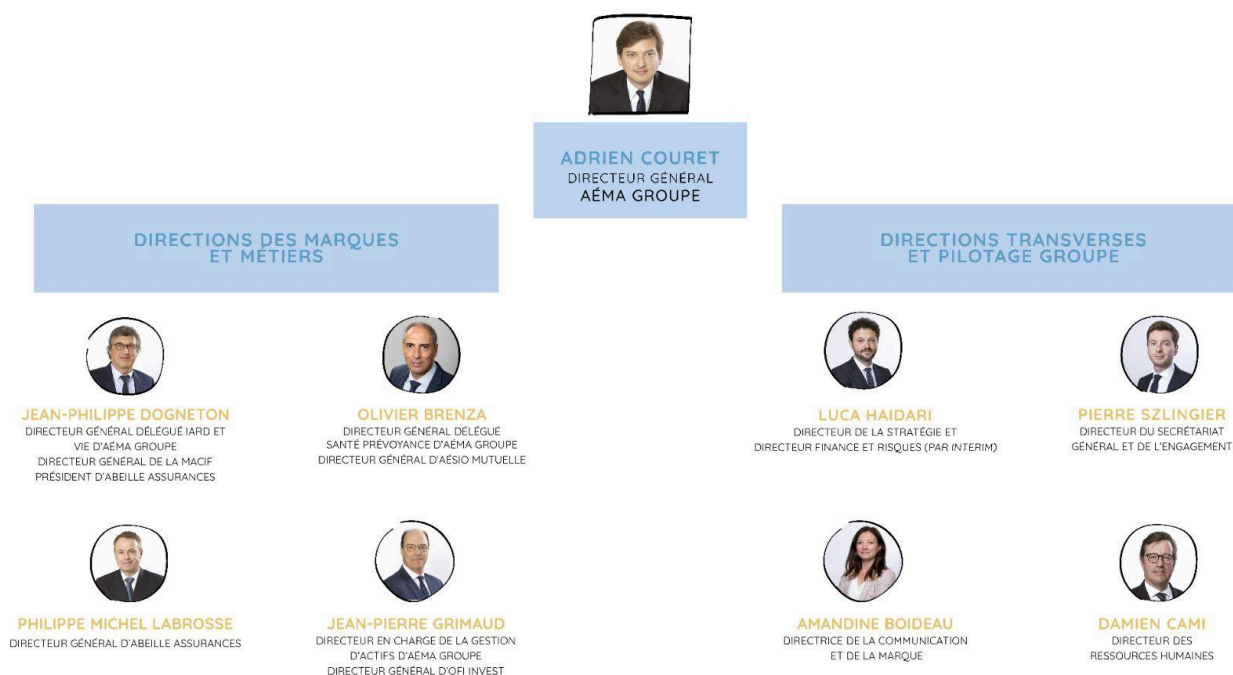 ADRIEN COURET
DIRECTEUR GÉNÉRAL
AÉMA GROUPE
DIRECTIONS DES MARQUES
ET MÉTIERS
JEAN-PHILIPPE DOGNETON
DIRECTEUR GÉNÉRAL DÉLÉGUÉ IARD ET
VIE D'AÉMA GROUPE
DIRECTEUR GÉNÉRAL DE LA MACIF
PRÉSIDENT D'ABEILLE ASSURANCES
OLIVIER BRENZA
DIRECTEUR GÉNÉRAL DÉLÉGUÉ
SANTÉ PRÉVOYANCE D'AÉMA GROUPE
DIRECTEUR GÉNÉRAL D'AÉSIO MUTUELLE
PHILIPPE MICHEL LABROSSE
DIRECTEUR GÉNÉRAL D'ABEILLE ASSURANCES
JEAN-PIERRE GRIMAUD
DIRECTEUR EN CHARGE DE LA GESTION
D'ACTIFS D'AÉMA GROUPE
DIRECTEUR GÉNÉRAL D'OFI INVEST
DIRECTIONS TRANSVERSES
ET PILOTAGE GROUPE
LUCA HAIDARI
DIRECTEUR DE LA STRATÉGIE ET
DIRECTEUR FINANCE ET RISQUES (PAR INTERIM)
PIERRE SZLINGIER
DIRECTEUR DU SECRÉTARIAT
GÉNÉRAL ET DE L'ENGAGEMENT
AMANDINE BOIDEAU
DIRECTRICE DE LA COMMUNICATION
ET DE LA MARQUE
DAMIEN CAMI
DIRECTEUR DES
RESSOURCES HUMAINES